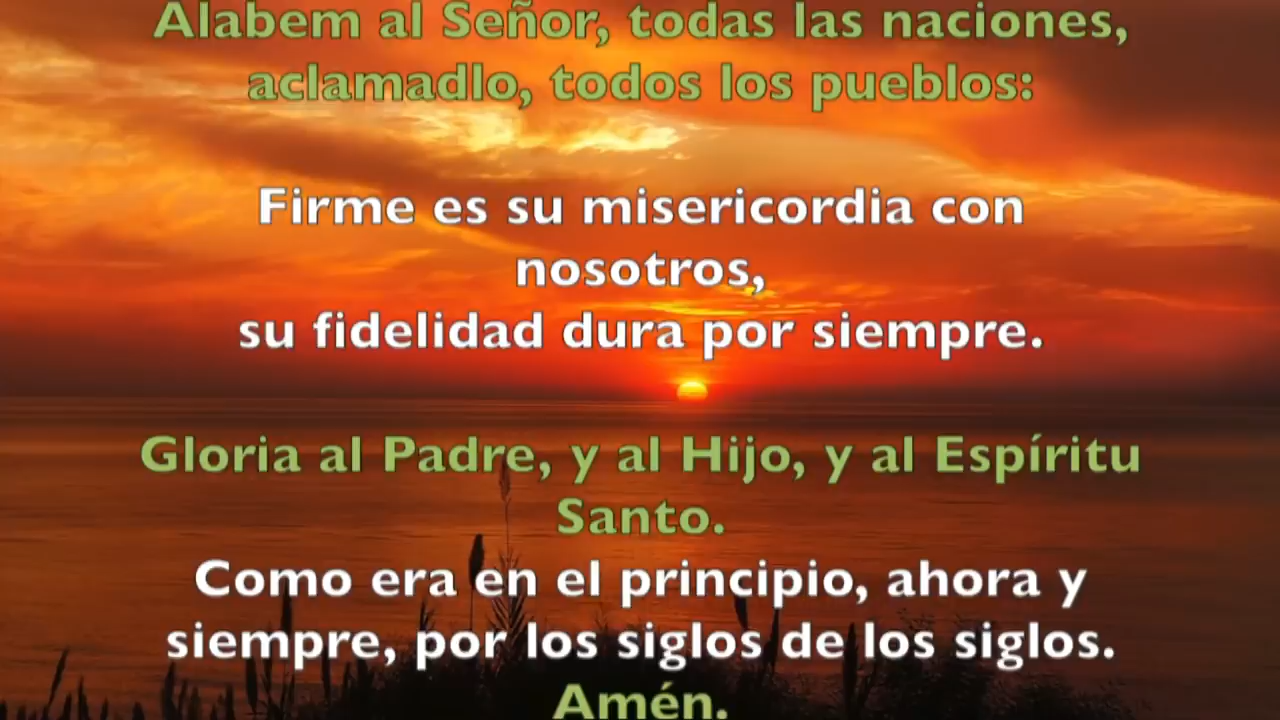 Alabem al Señor, todas las naciones,
aclamadlo, todos los pueblos:
Firme es su misericordia con
nosotros,
su fidelidad dura por siempre.
Gloria al Padre, y al Hijo, y al Espíritu
Santo.
Como era en el principio, ahora y
siempre, por los siglos de los siglos.
Amén.